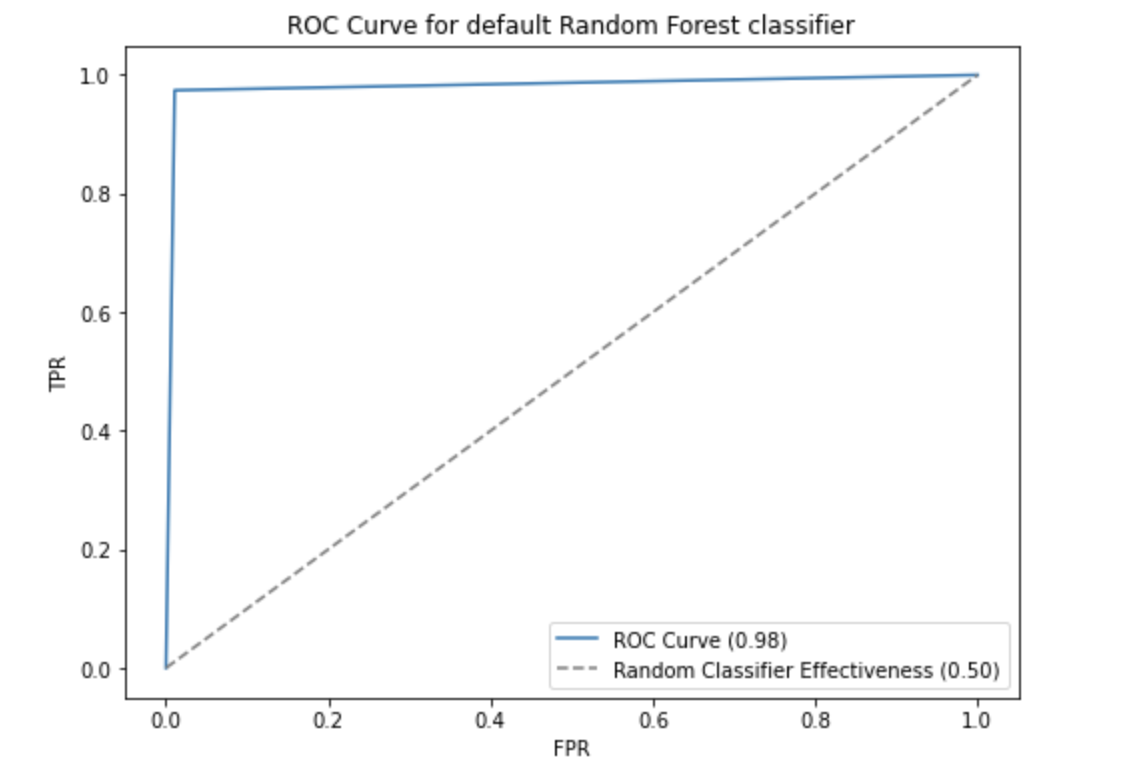 ROC Curve for default Random Forest classifier
1.0
0.8
0.6
0.4
0.2
0.0
TPR
ROC Curve (0.98)
Random Classifier Effectiveness (0.50)
0.0 0.2 0.4 0.6 0.8 1.0
FPR